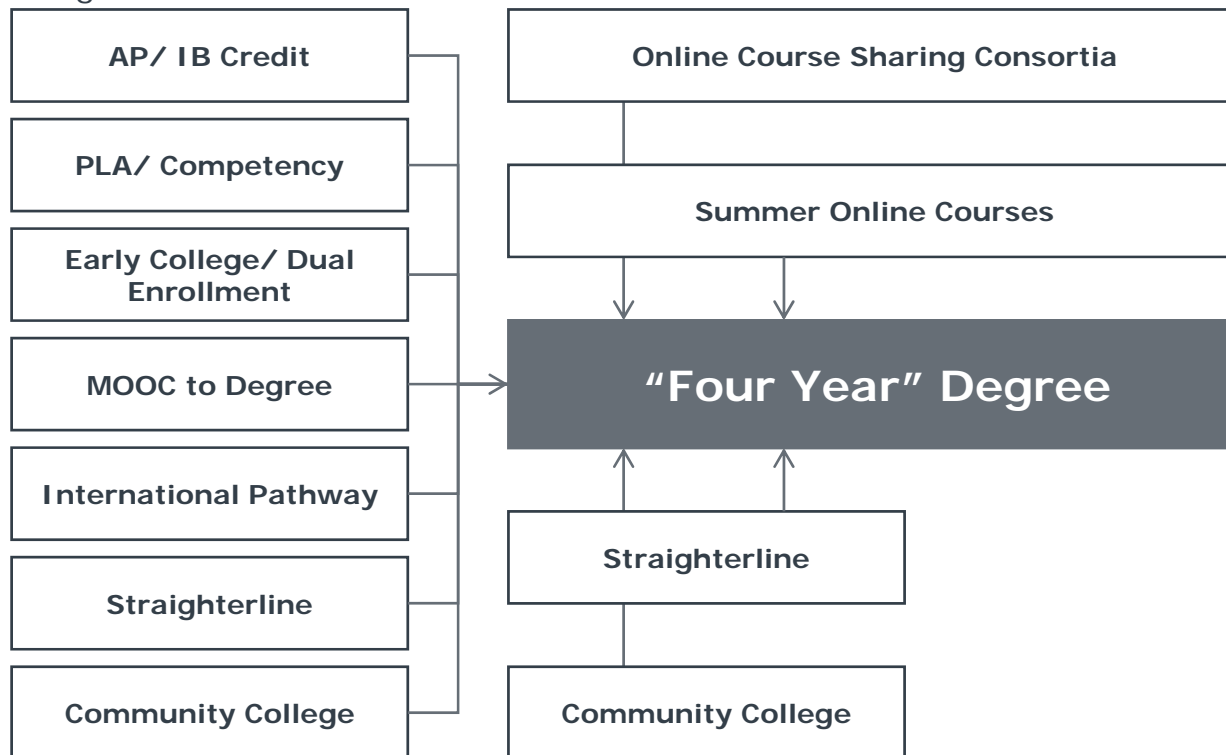 AP/ IB Credit
PLA/ Competency
Early College/ Dual
Enrollment
MOOC to Degree
International Pathway
Straighterline
Community College
Online Course Sharing Consortia
Summer Online Courses
“Four Year” Degree
Straighterline
Community College